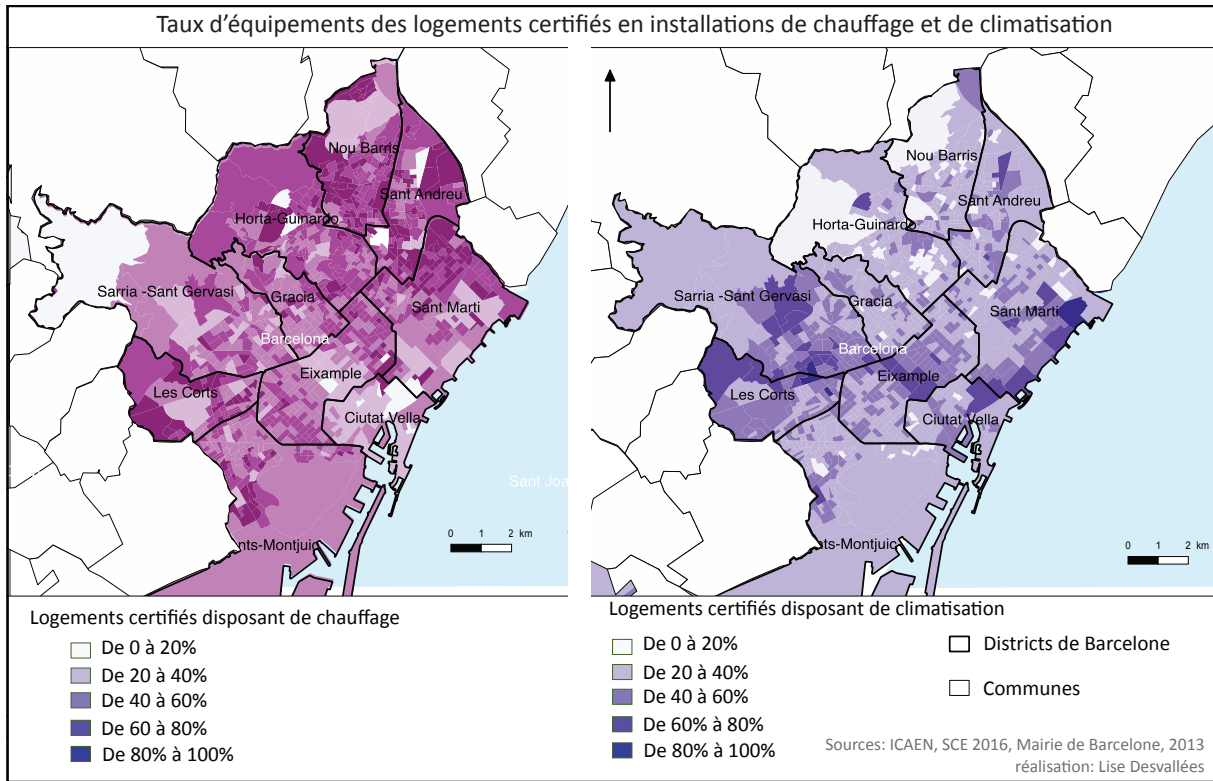 Taux d'équipements des logements certifiés en installations de chauffage et de climatisation
Nou Barris
Sant Andreu
Horta-Guinardo
Sarria -Sant Gervasi
Gracia
Sant Marti
Barcelona
Eixample
Les Corts
Ciutat Vella
Sant Joa
0 1 2 km
nts-Montjuic
Nou Barris
Sant Andreu
Horta-Guinardo
Sarria -Sant Gervasi
Gracia
Sant Marti
Barcelona
Eixample
Les Corts
Ciutat Vella
0 1 2 km
nts-Montjuic
Logements certifiés disposant de chauffage
De 0 à 20%
De 20 à 40%
De 40 à 60%
De 60 à 80%
De 80% à 100%
Logements certifiés disposant de climatisation
De 0 à 20%
De 20 à 40%
De 40 à 60%
De 60% à 80%
De 80% à 100%
Districts de Barcelone
Communes
Sources: ICAEN, SCE 2016, Mairie de Barcelone, 2013
réalisation: Lise Desvallées